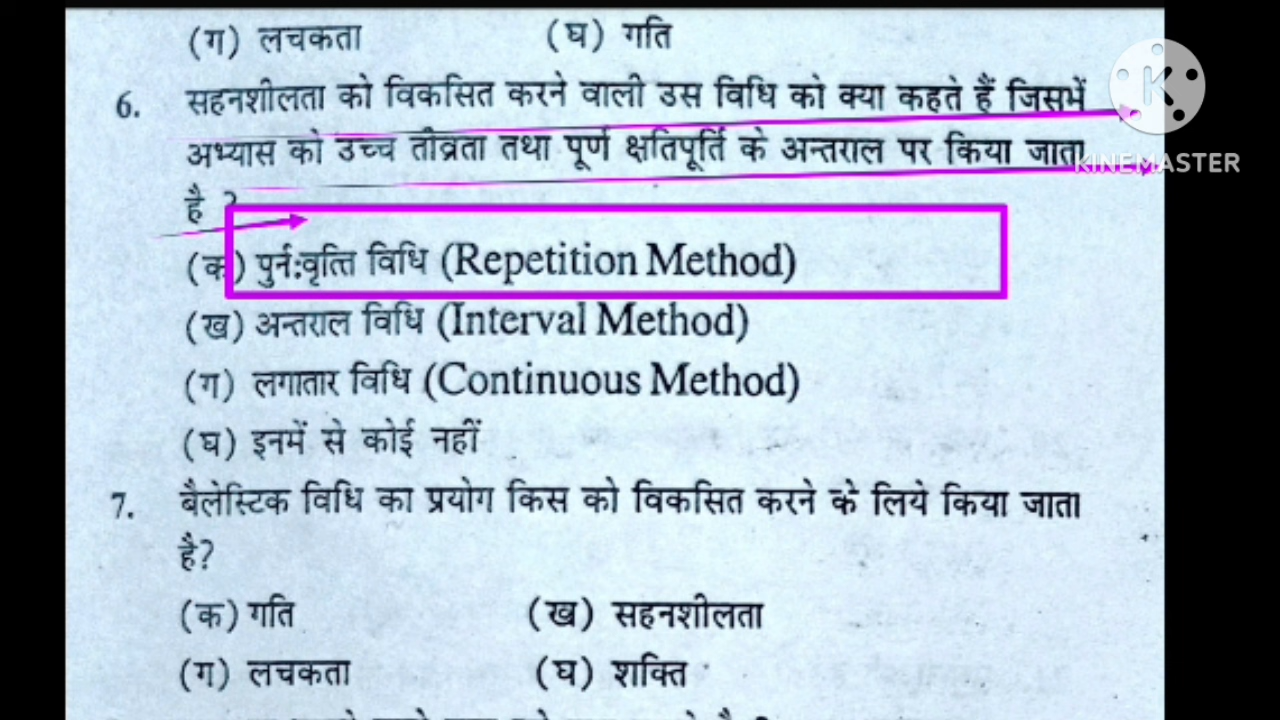 (ग) लचकता (घ) गति
6. सहनशीलता को विकसित करने वाली उस विधि को क्या कहते हैं जिसमें
अभ्यास को उच्च तीव्रता तथा पूर्ण क्षतिपूर्ति के अन्तराल पर किया जाता
है ?
(क) पुर्न:वृत्ति विधि (Repetition Method)
(ख) अन्तराल विधि (Interval Method)
(ग) लगातार विधि (Continuous Method)
(घ) इनमें से कोई नहीं
7. बैलेस्टिक विधि का प्रयोग किस को विकसित करने के लिये किया जाता
है?
(क) गति (ख) सहनशीलता
(ग) लचकता (घ) शक्ति
K
KINEMASTER